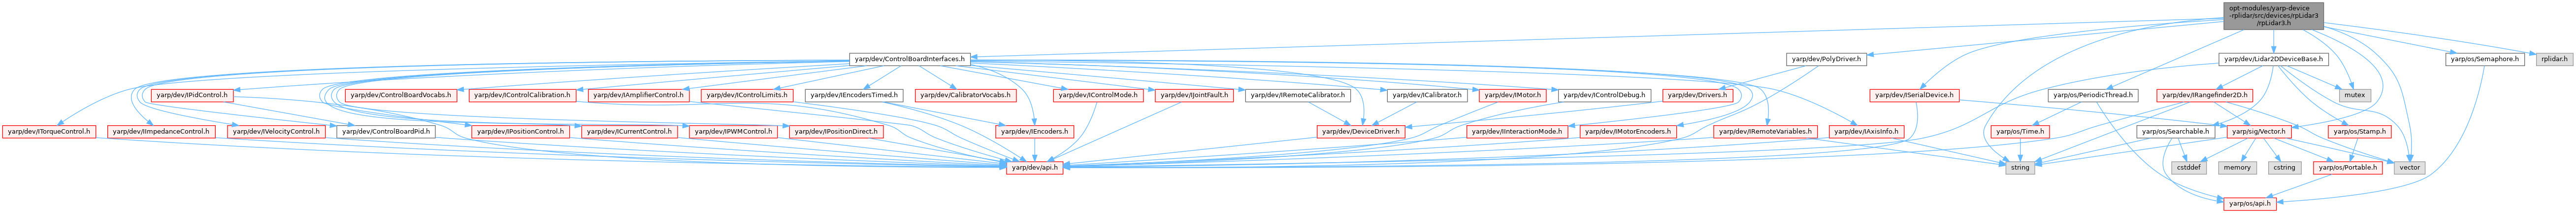 opt-modules/yarp-device
-rplidar/src/devices/rpLidar3
/rpLidar3.h
yarp/dev/ControlBoardInterfaces.h
yarp/dev/PolyDriver.h
yarp/dev/Lidar2DDeviceBase.h
yarp/os/Semaphore.h
rplidar.h
yarp/dev/IPidControl.h
yarp/dev/ControlBoardVocabs.h
yarp/dev/IControlCalibration.h
yarp/dev/IAmplifierControl.h
yarp/dev/IControlLimits.h
yarp/dev/IEncodersTimed.h
yarp/dev/CalibratorVocabs.h
yarp/dev/IControlMode.h
yarp/dev/IJointFault.h
yarp/dev/IRemoteCalibrator.h
yarp/dev/ICalibrator.h
yarp/dev/IMotor.h
yarp/dev/IControlDebug.h
yarp/dev/Drivers.h
yarp/dev/ISerialDevice.h
yarp/os/PeriodicThread.h
yarp/dev/IRangefinder2D.h
mutex
yarp/dev/ITorqueControl.h
yarp/dev/IImpedanceControl.h
yarp/dev/IVelocityControl.h
yarp/dev/ControlBoardPid.h
yarp/dev/IPositionControl.h
yarp/dev/ICurrentControl.h
yarp/dev/IPWMControl.h
yarp/dev/IPositionDirect.h
yarp/dev/IEncoders.h
yarp/dev/DeviceDriver.h
yarp/dev/IInteractionMode.h
yarp/dev/IMotorEncoders.h
yarp/dev/IRemoteVariables.h
yarp/dev/IAxisInfo.h
yarp/os/Time.h
yarp/os/Searchable.h
yarp/sig/Vector.h
yarp/os/Stamp.h
yarp/dev/api.h
string
cstddef
memory
cstring
yarp/os/Portable.h
vector
yarp/os/api.h